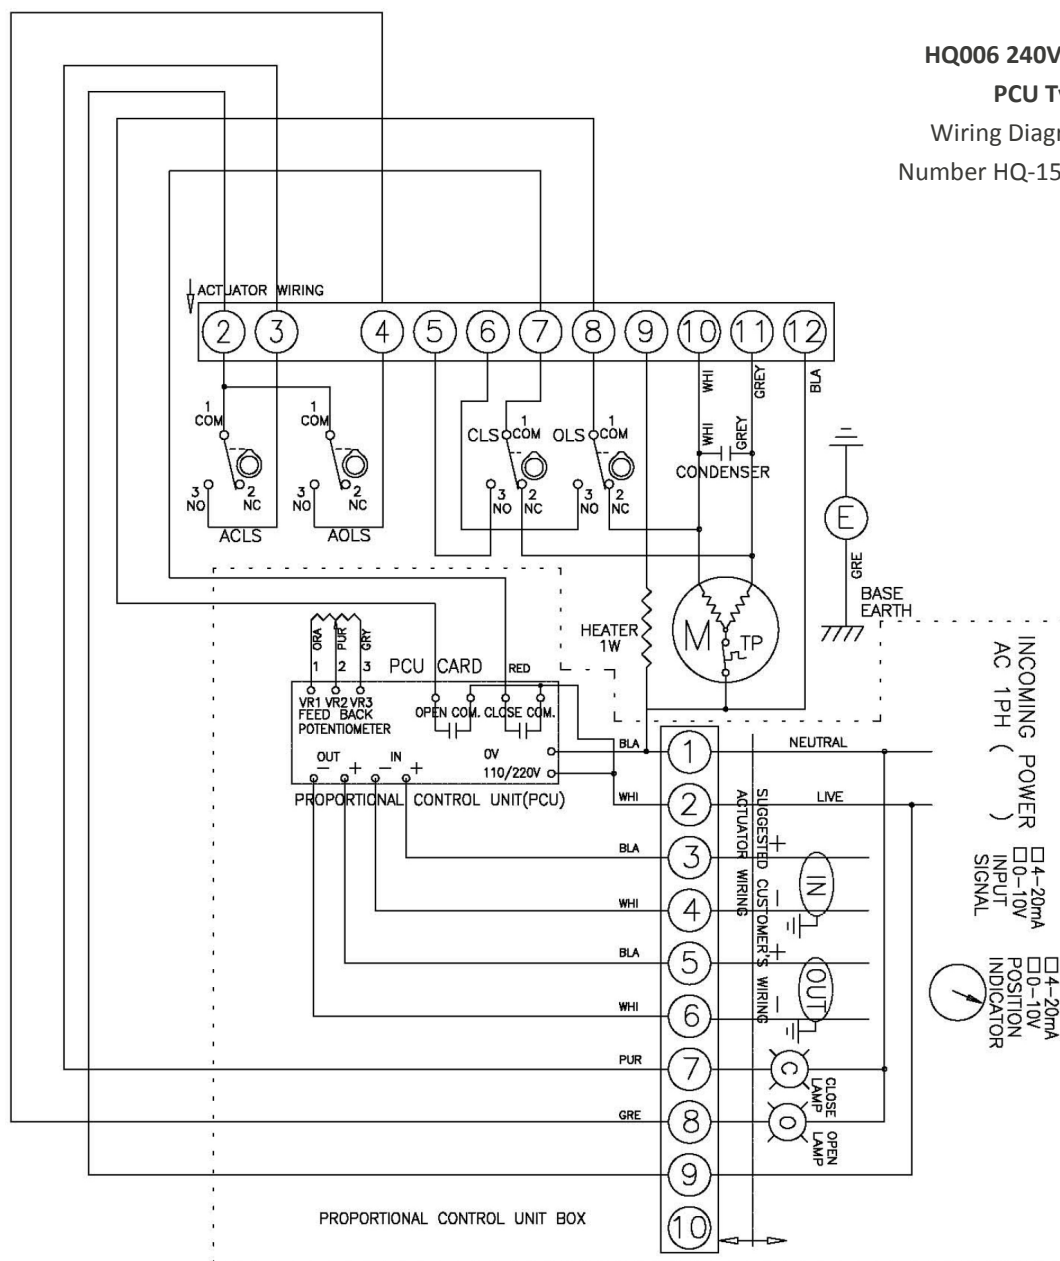 HQ006 240V
PCU T
Wiring Diag
Number HQ-15
ACTUATOR WIRING
2 3 4 5 6 7 8 9 10 11 12
WHI GREY BLA
WHI GREY
CONDENSER
1 COM
3 NO
2 NC
ACLS
1 COM
3 NO
2 NC
AOLS
CLS
1 COM
3 NO
2 NC
OLS
1 COM
3 NO
2 NC
E
GRE
BASE EARTH
HEATER 1W
M
TP
ORA PUR GRY
1 2 3
PCU CARD
RED
VR1 VR2 VR3
FEED BACK
POTENTIOMETER
OPEN COM. CLOSE COM.
OUT
IN
− + − +
0V
110/220V
PROPORTIONAL CONTROL UNIT(PCU)
BLA 1 NEUTRAL
WHI 2 LIVE
BLA 3 +
WHI 4 −
BLA 5 +
WHI 6 −
PUR 7
GRE 8
9
10
SUGGESTED CUSTOMER'S WIRING
ACTUATOR WIRING
IN
OUT
C
CLOSE LAMP
O
OPEN LAMP
INCOMING POWER
AC 1PH ( )
□4-20mA
□0-10V
INPUT
SIGNAL
□4-20mA
□0-10V
POSITION
INDICATOR
PROPORTIONAL CONTROL UNIT BOX